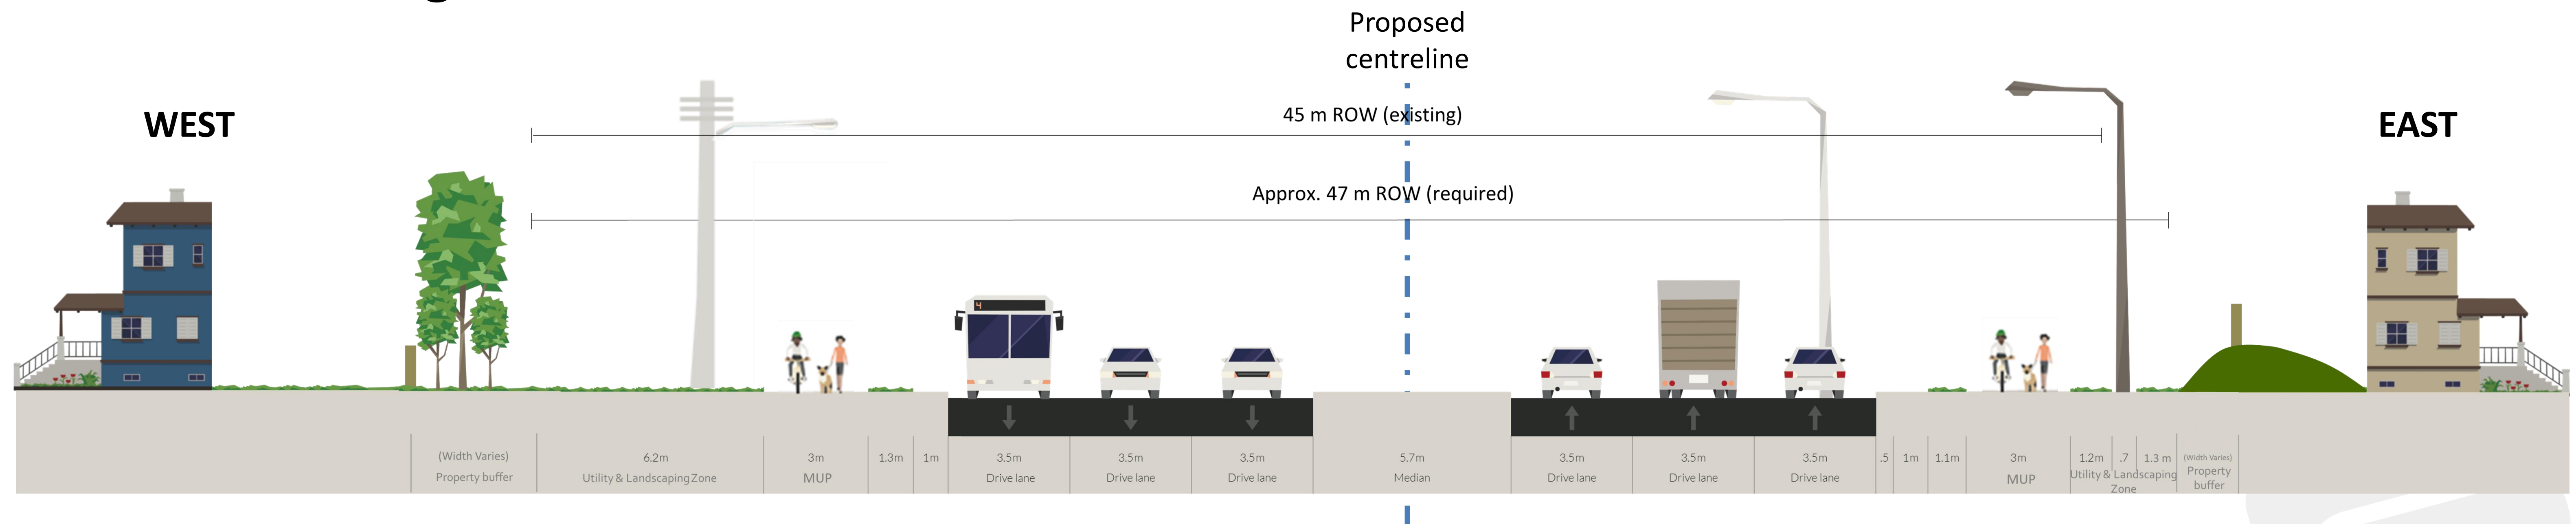 Proposed
centreline
WEST
45 m ROW (existing)
EAST
Approx. 47 m ROW (required)
4
(Width Varies)
Property buffer
6.2m
Utility & Landscaping Zone
3m
MUP
1.3m
1m
3.5m
Drive lane
3.5m
Drive lane
3.5m
Drive lane
5.7m
Median
3.5m
Drive lane
3.5m
Drive lane
3.5m
Drive lane
.5
1m
1.1m
3m
MUP
1.2m
.7
1.3 m
Utility & Landscaping
Zone
(Width Varies)
Property
buffer